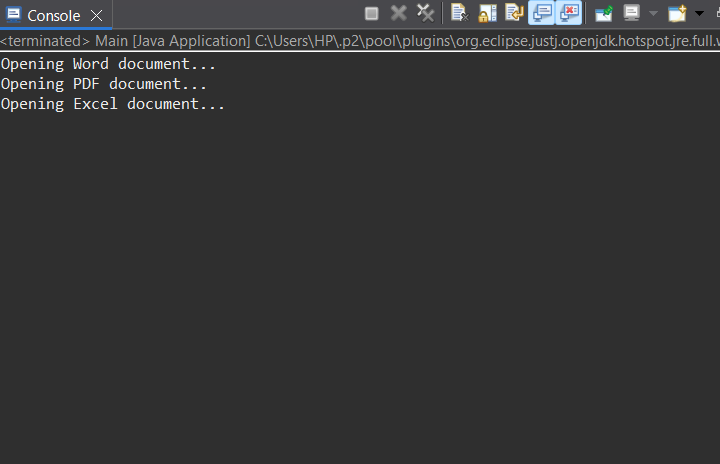 Console
<terminated> Main [Java Application] C:\Users\HP\.p2\pool\plugins\org.eclipse.justj.openjdk.hotspot.jre.full.
Opening Word document...
Opening PDF document...
Opening Excel document...